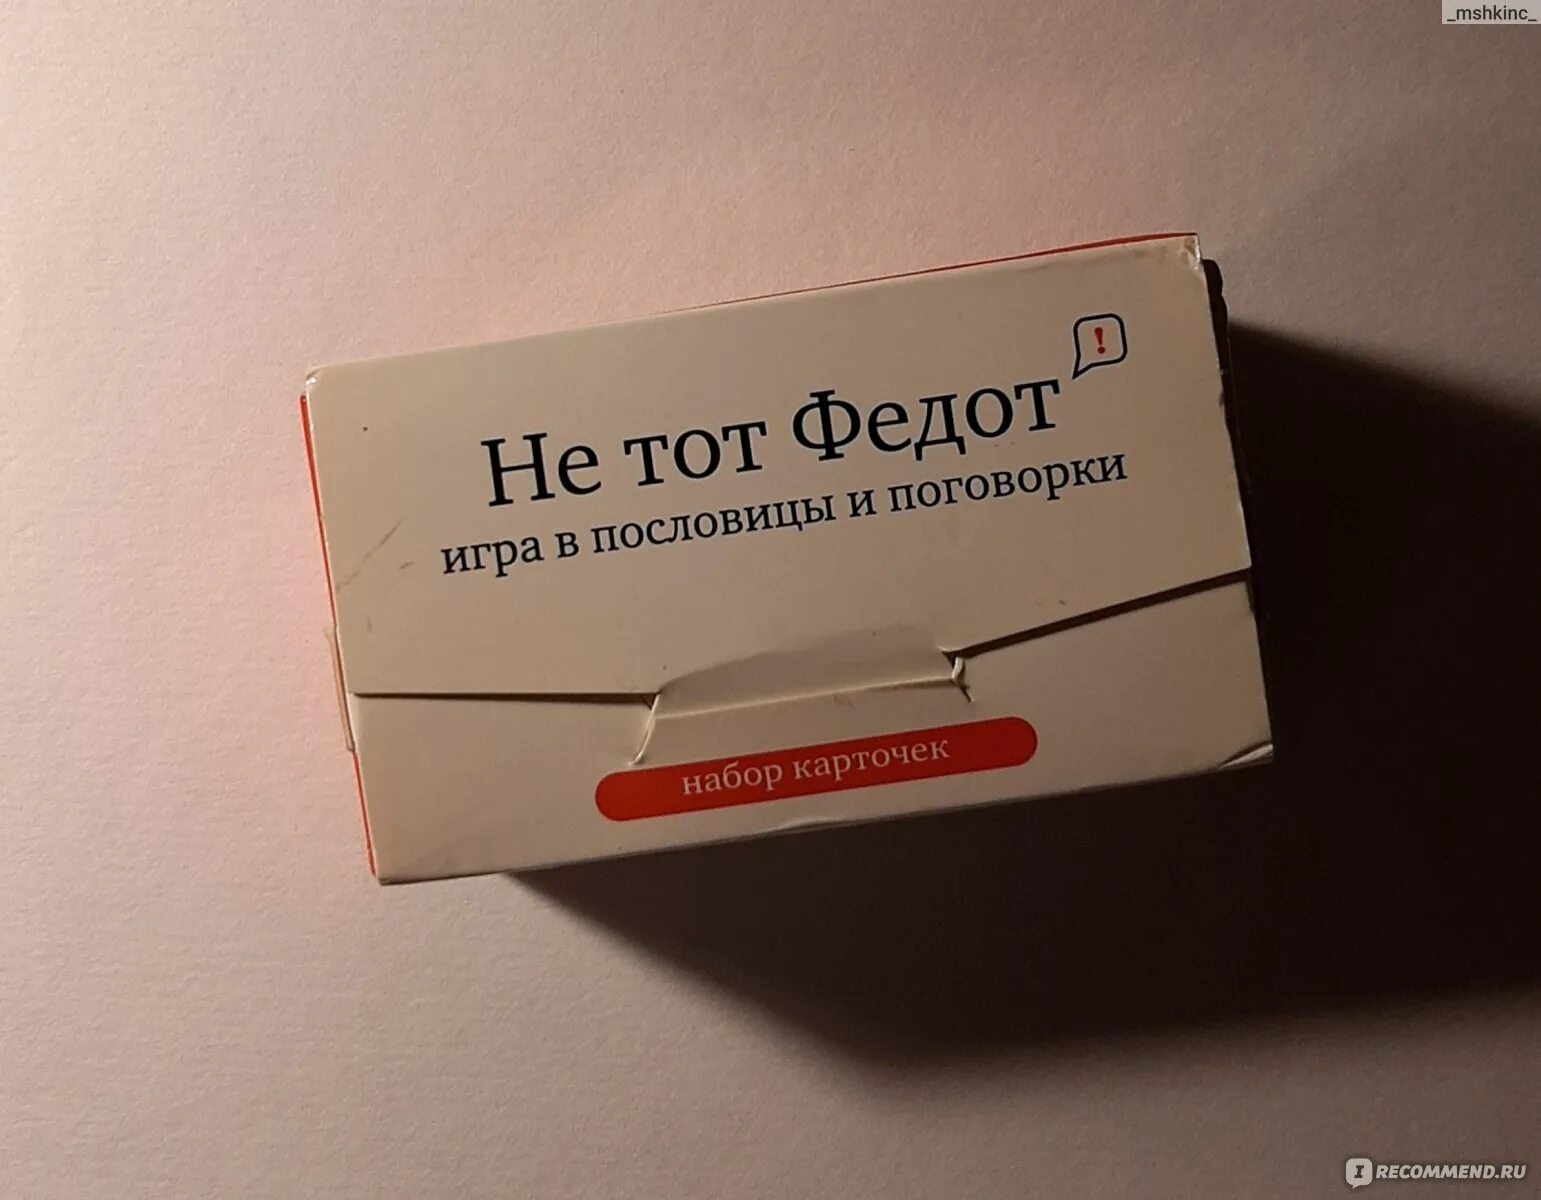 _mshkinc_
!
Не тот Федот
игра в пословицы и поговорки
набор карточек
I RECOMMEND.RU